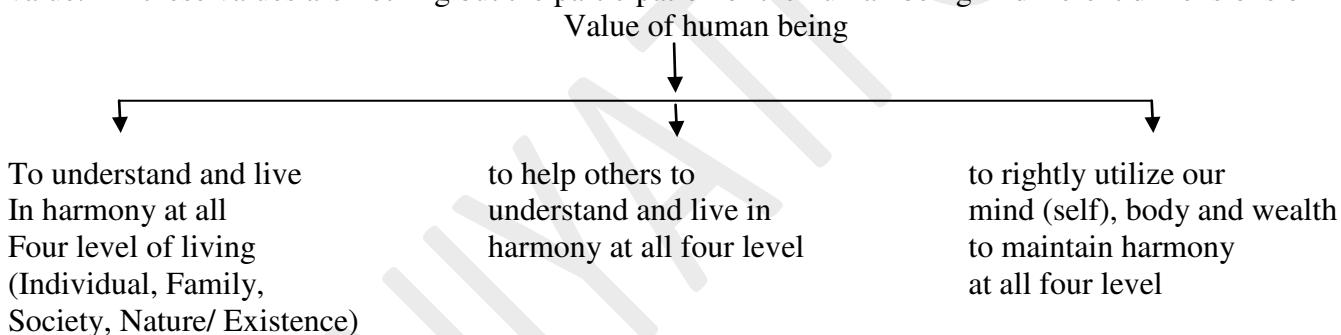 Value of human being
To understand and live
In harmony at all
Four level of living
(Individual, Family,
Society, Nature/ Existence)
to help others to
understand and live in
harmony at all four level
to rightly utilize our
mind (self), body and wealth
to maintain harmony
at all four level